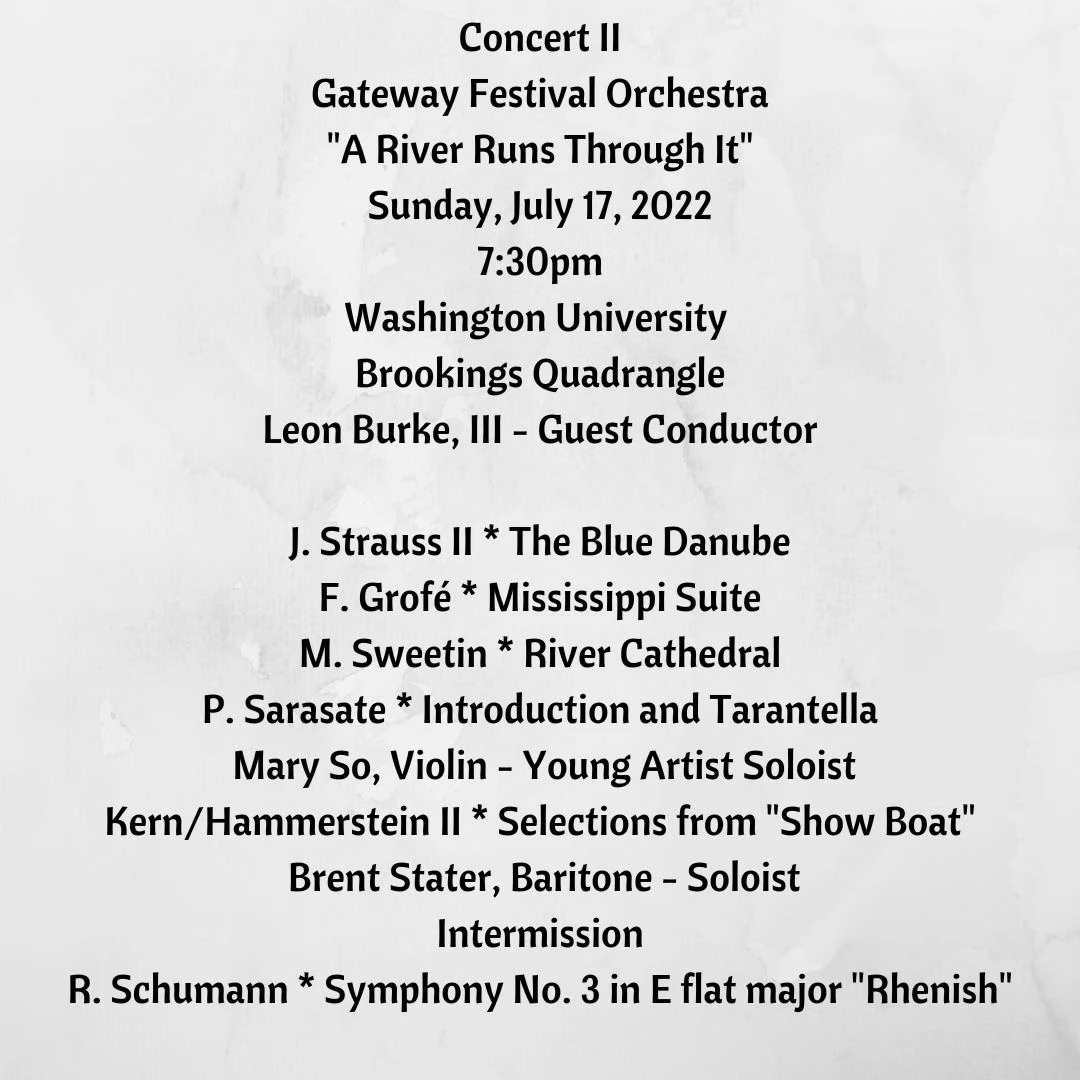 Concert II
Gateway Festival Orchestra
"A River Runs Through It"
Sunday, July 17, 2022
7:30pm
Washington University
Brookings Quadrangle
Leon Burke, III - Guest Conductor
J. Strauss II * The Blue Danube
F. Grofé * Mississippi Suite
M. Sweetin * River Cathedral
P. Sarasate * Introduction and Tarantella
Mary So, Violin - Young Artist Soloist
Kern/Hammerstein II * Selections from "Show Boat"
Brent Stater, Baritone - Soloist
Intermission
R. Schumann * Symphony No. 3 in E flat major "Rhenish"